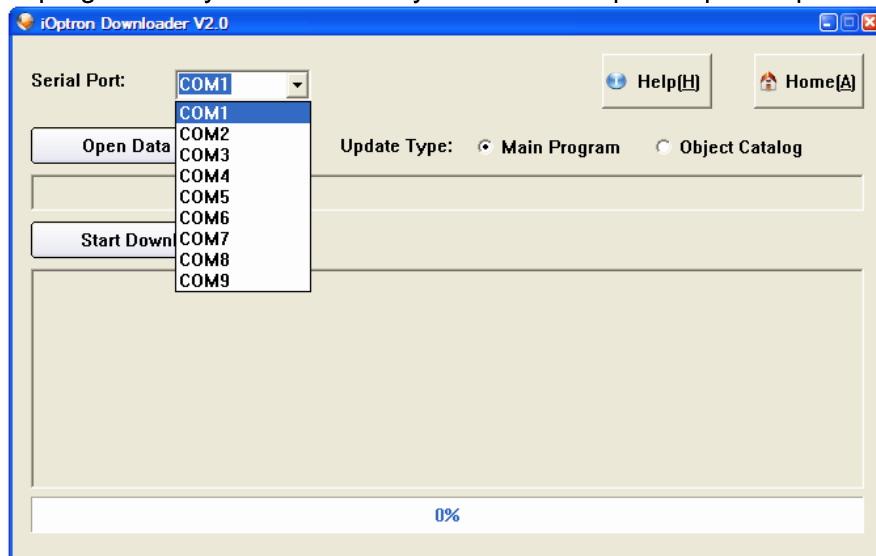 iOptron Downloader V2.0
Serial Port:
COM1
Help(H)
Home(A)
COM1
COM2
COM3
COM4
COM5
COM6
COM7
COM8
COM9
Open Data
Update Type:
Main Program
Object Catalog
Start Downl
0%